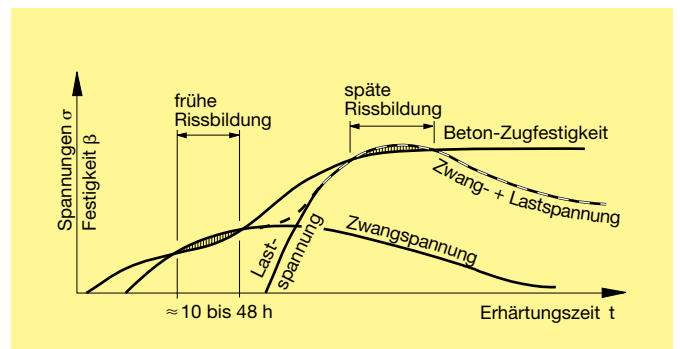 Spannungen σ
Festigkeit β
frühe
Rissbildung
späte
Rissbildung
Beton-Zugfestigkeit
Zwang- + Lastspannung
Last-
spannung
Zwangspannung
≈ 10 bis 48 h
Erhärtungszeit t